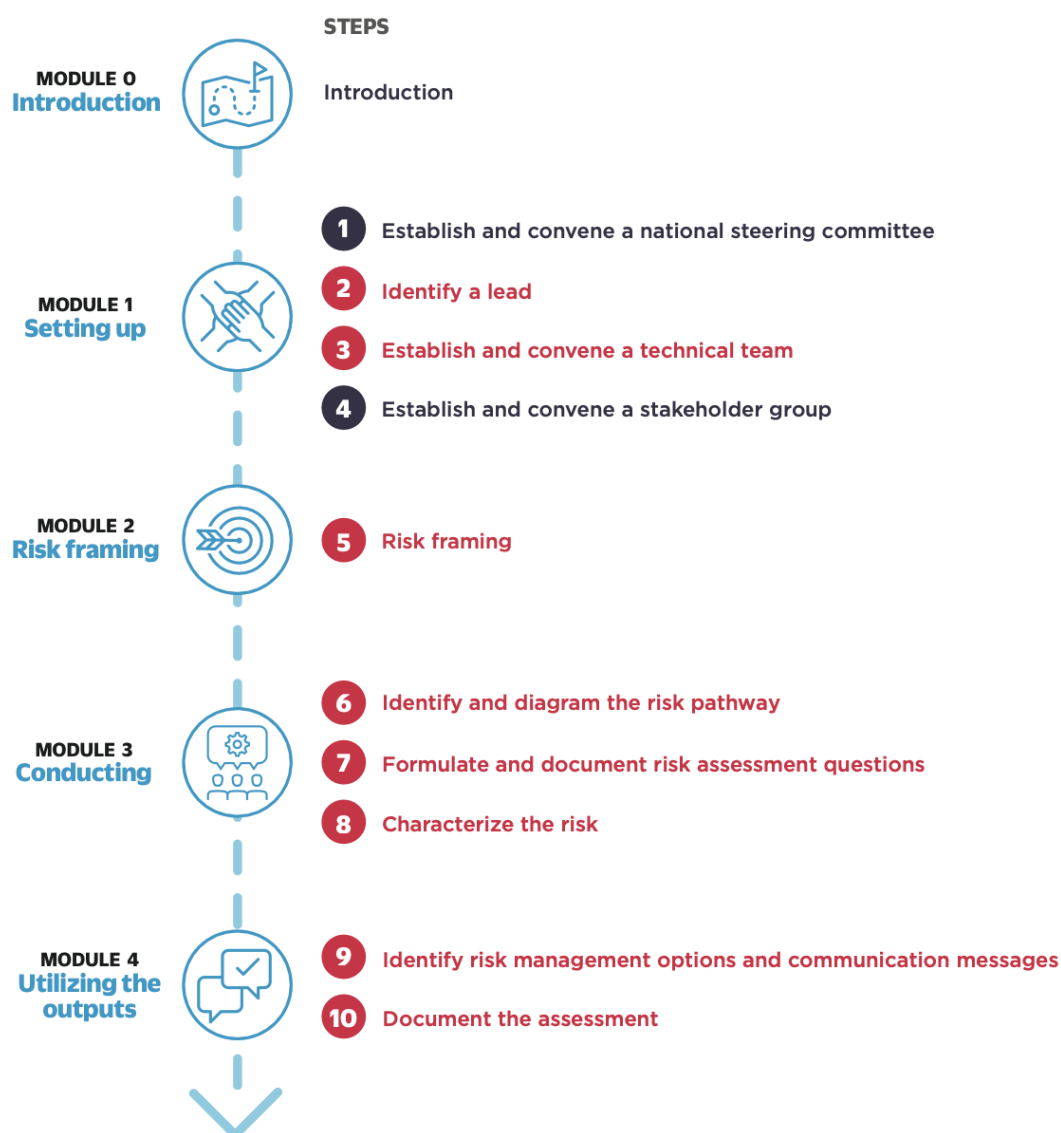 STEPS
MODULE 0
Introduction
Introduction
MODULE 1
Setting up
1 Establish and convene a national steering committee
2 Identify a lead
3 Establish and convene a technical team
4 Establish and convene a stakeholder group
MODULE 2
Risk framing
5 Risk framing
MODULE 3
Conducting
6 Identify and diagram the risk pathway
7 Formulate and document risk assessment questions
8 Characterize the risk
MODULE 4
Utilizing the
outputs
9 Identify risk management options and communication messages
10 Document the assessment